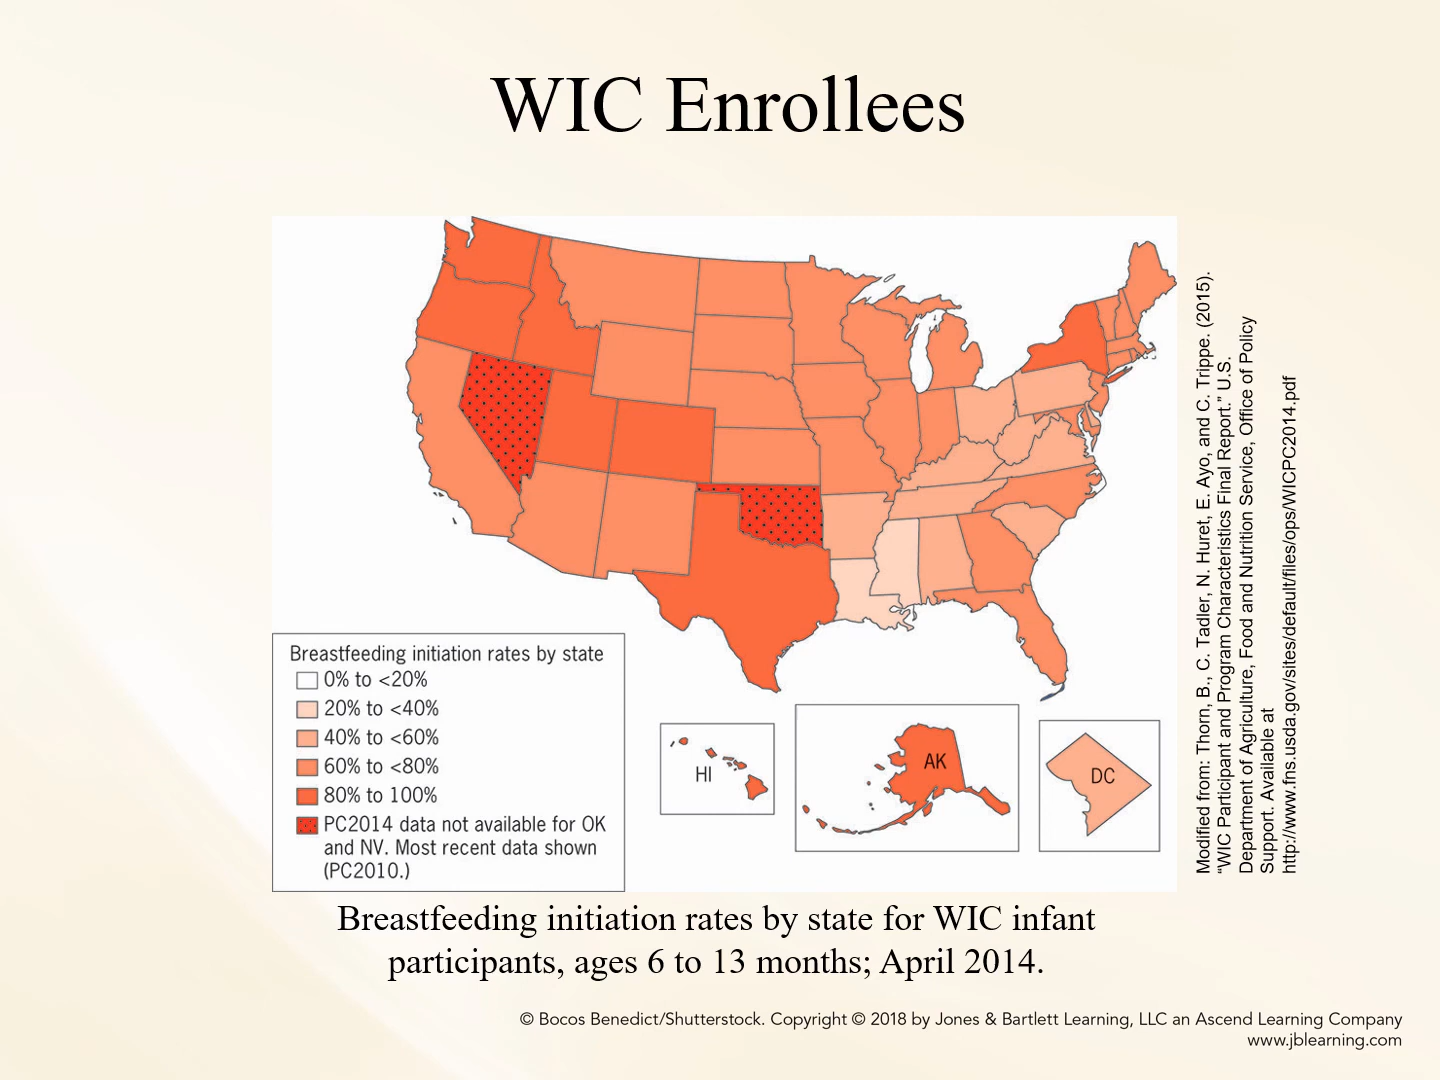 WIC Enrollees
Breastfeeding initiation rates by state
0% to <20%
20% to <40%
40% to <60%
60% to <80%
80% to 100%
PC2014 data not available for OK
and NV. Most recent data shown
(PC2010.)
HI
AK
DC
Modified from: Thorn, B., C. Tadler, N. Huret, E. Ayo, and C. Trippe. (2015).
“WIC Participant and Program Characteristics Final Report.” U.S.
Department of Agriculture, Food and Nutrition Service, Office of Policy
Support. Available at
http://www.fns.usda.gov/sites/default/files/ops/WICPC2014.pdf
Breastfeeding initiation rates by state for WIC infant
participants, ages 6 to 13 months; April 2014.
© Bocos Benedict/Shutterstock. Copyright © 2018 by Jones & Bartlett Learning, LLC an Ascend Learning Company
www.jblearning.com